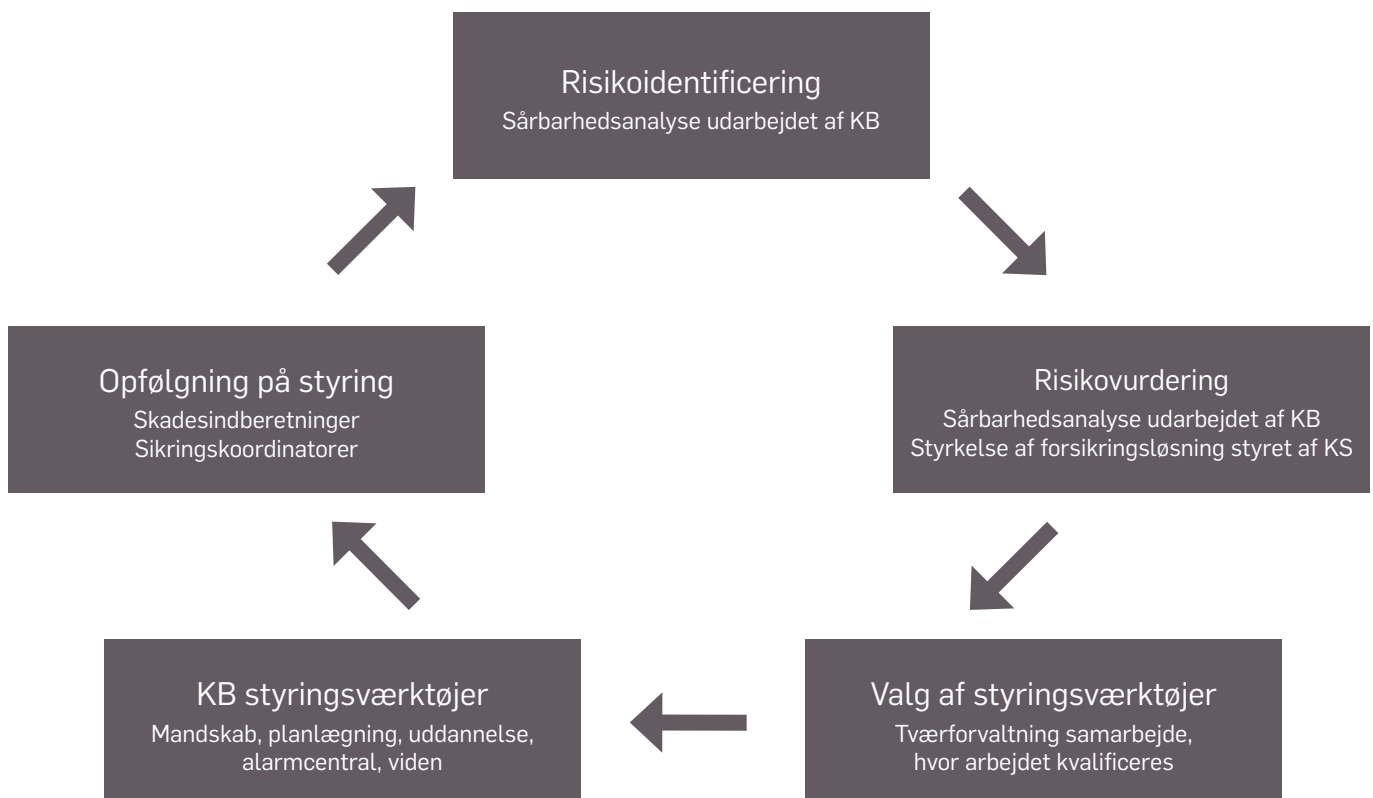 Risikoidentificering
Sårbarhedsanalyse udarbejdet af KB
Risikovurdering
Sårbarhedsanalyse udarbejdet af KB
Styrkelse af forsikringsløsning styret af KS
Valg af styringsværktøjer
Tværforvaltning samarbejde,
hvor arbejdet kvalificeres
KB styringsværktøjer
Mandskab, planlægning, uddannelse,
alarmcentral, viden
Opfølgning på styring
Skadesindberetninger
Sikringskoordinatorer